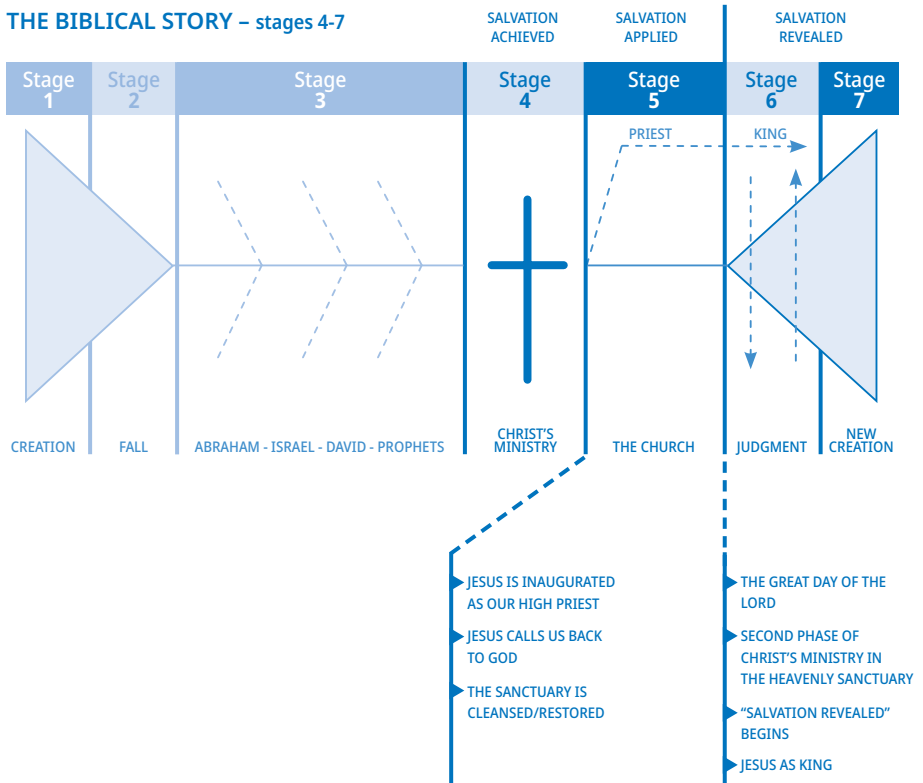 THE BIBLICAL STORY – stages 4-7
SALVATION
ACHIEVED
SALVATION
APPLIED
SALVATION
REVEALED
Stage
1
Stage
2
Stage
3
Stage
4
Stage
5
Stage
6
Stage
7
PRIEST
KING
CREATION
FALL
ABRAHAM - ISRAEL - DAVID - PROPHETS
CHRIST'S
MINISTRY
THE CHURCH
JUDGMENT
NEW
CREATION
JESUS IS INAUGURATED
AS OUR HIGH PRIEST
JESUS CALLS US BACK
TO GOD
THE SANCTUARY IS
CLEANSED/RESTORED
THE GREAT DAY OF THE
LORD
SECOND PHASE OF
CHRIST'S MINISTRY IN
THE HEAVENLY SANCTUARY
“SALVATION REVEALED”
BEGINS
JESUS AS KING